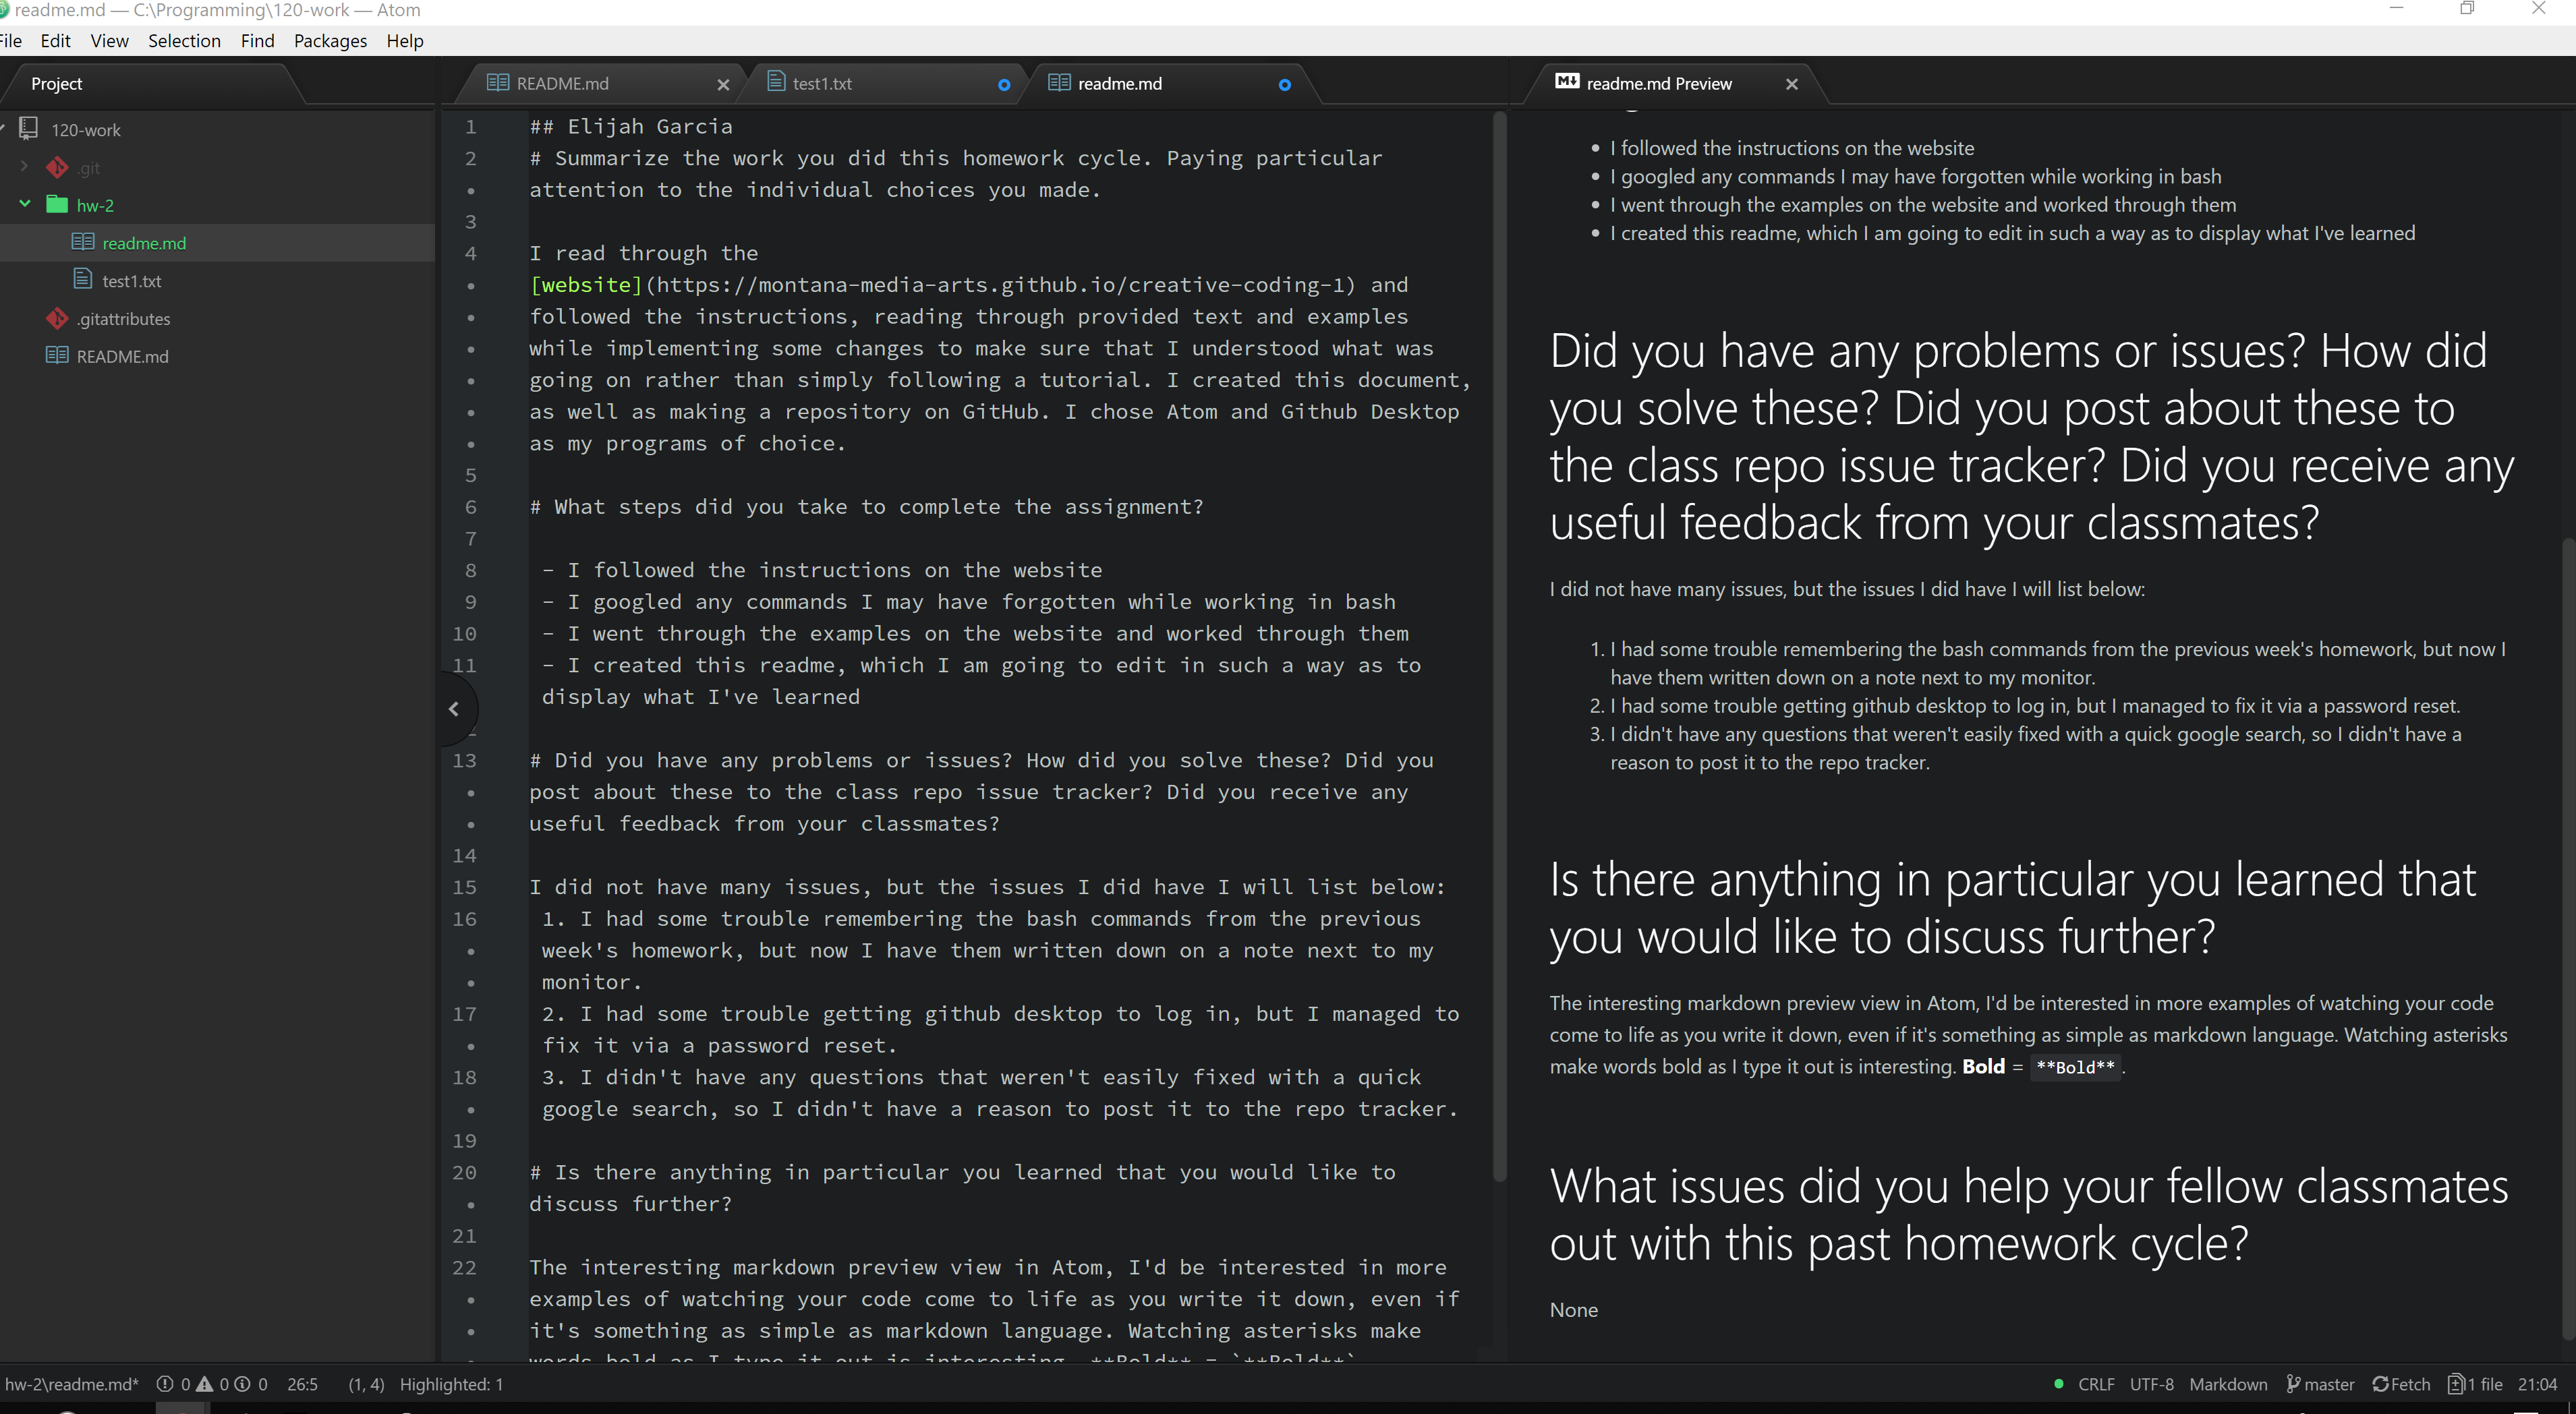 readme.md — C:\Programming\120-work — Atom
File Edit View Selection Find Packages Help
Project
README.md
test1.txt
readme.md
readme.md Preview
120-work
.git
hw-2
readme.md
test1.txt
.gitattributes
README.md
1 ## Elijah Garcia
2 # Summarize the work you did this homework cycle. Paying particular
• attention to the individual choices you made.
3
4 I read through the
• [website](https://montana-media-arts.github.io/creative-coding-1) and
• followed the instructions, reading through provided text and examples
• while implementing some changes to make sure that I understood what was
• going on rather than simply following a tutorial. I created this document,
• as well as making a repository on GitHub. I chose Atom and Github Desktop
• as my programs of choice.
5
6 # What steps did you take to complete the assignment?
7
8 - I followed the instructions on the website
9 - I googled any commands I may have forgotten while working in bash
10 - I went through the examples on the website and worked through them
11 - I created this readme, which I am going to edit in such a way as to
display what I've learned
13 # Did you have any problems or issues? How did you solve these? Did you
• post about these to the class repo issue tracker? Did you receive any
• useful feedback from your classmates?
14
15 I did not have many issues, but the issues I did have I will list below:
16 1. I had some trouble remembering the bash commands from the previous
• week's homework, but now I have them written down on a note next to my
• monitor.
17 2. I had some trouble getting github desktop to log in, but I managed to
• fix it via a password reset.
18 3. I didn't have any questions that weren't easily fixed with a quick
• google search, so I didn't have a reason to post it to the repo tracker.
19
20 # Is there anything in particular you learned that you would like to
• discuss further?
21
22 The interesting markdown preview view in Atom, I'd be interested in more
• examples of watching your code come to life as you write it down, even if
• it's something as simple as markdown language. Watching asterisks make
• words bold as I type it out is interesting. **Bold** = `**Bold**`
• I followed the instructions on the website
• I googled any commands I may have forgotten while working in bash
• I went through the examples on the website and worked through them
• I created this readme, which I am going to edit in such a way as to display what I've learned
Did you have any problems or issues? How did
you solve these? Did you post about these to
the class repo issue tracker? Did you receive any
useful feedback from your classmates?
I did not have many issues, but the issues I did have I will list below:
1. I had some trouble remembering the bash commands from the previous week's homework, but now I
have them written down on a note next to my monitor.
2. I had some trouble getting github desktop to log in, but I managed to fix it via a password reset.
3. I didn't have any questions that weren't easily fixed with a quick google search, so I didn't have a
reason to post it to the repo tracker.
Is there anything in particular you learned that
you would like to discuss further?
The interesting markdown preview view in Atom, I'd be interested in more examples of watching your code
come to life as you write it down, even if it's something as simple as markdown language. Watching asterisks
make words bold as I type it out is interesting. Bold = **Bold** .
What issues did you help your fellow classmates
out with this past homework cycle?
None
hw-2\readme.md* 0 0 0 26:5 (1, 4) Highlighted: 1
CRLF UTF-8 Markdown master Fetch 1 file 21:04